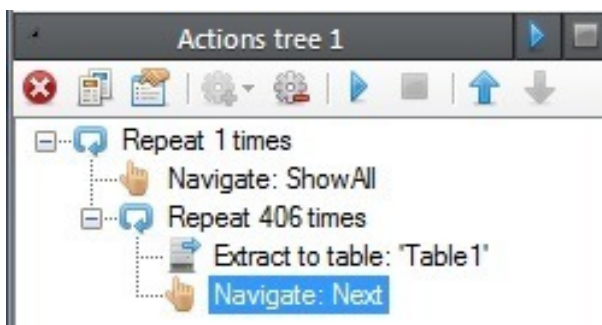 Actions tree 1
Repeat 1 times
Navigate: ShowAll
Repeat 406 times
Extract to table: "Table1"
Navigate: Next